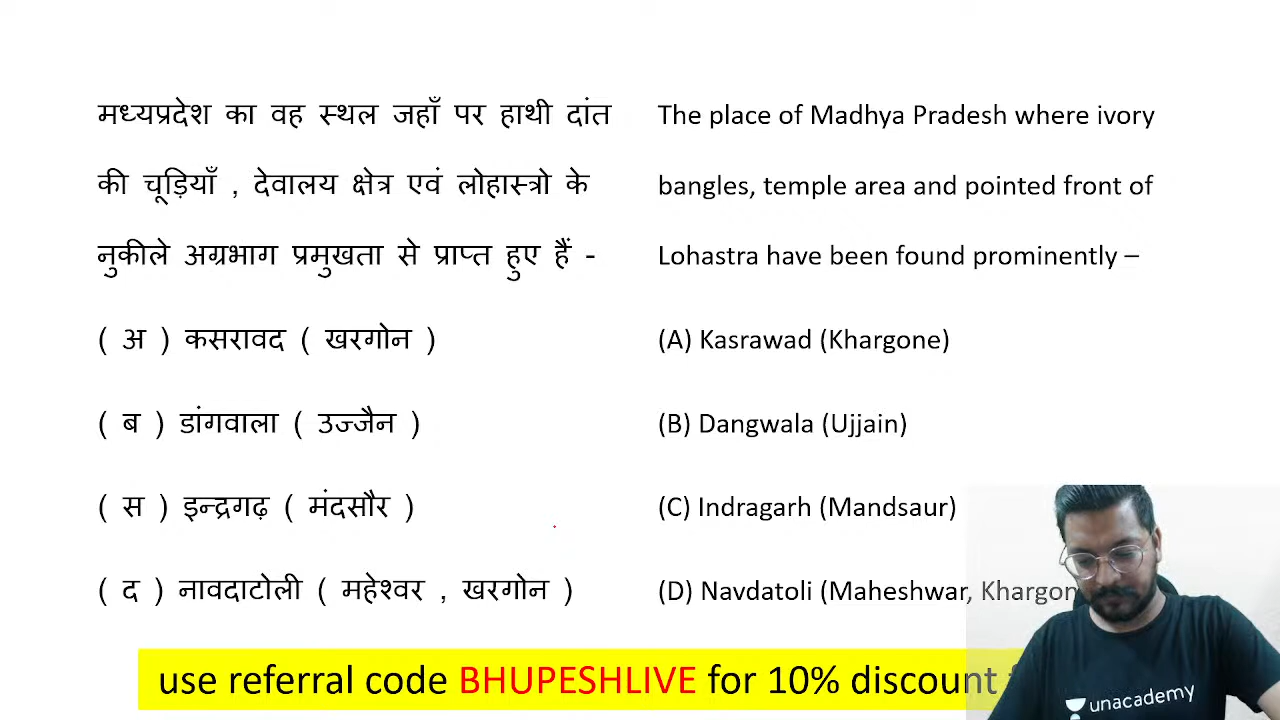 मध्यप्रदेश का वह स्थल जहाँ पर हाथी दांत
की चूड़ियाँ , देवालय क्षेत्र एवं लोहास्त्रो के
नुकीले अग्रभाग प्रमुखता से प्राप्त हुए हैं -
( अ ) कसरावद ( खरगोन )
( ब ) डांगवाला ( उज्जैन )
( स ) इन्द्रगढ़ ( मंदसौर )
( द ) नावदाटोली ( महेश्वर , खरगोन )
The place of Madhya Pradesh where ivory
bangles, temple area and pointed front of
Lohastra have been found prominently –
(A) Kasrawad (Khargone)
(B) Dangwala (Ujjain)
(C) Indragarh (Mandsaur)
(D) Navdatoli (Maheshwar, Khargon
use referral code BHUPESHLIVE for 10% discount
unacademy